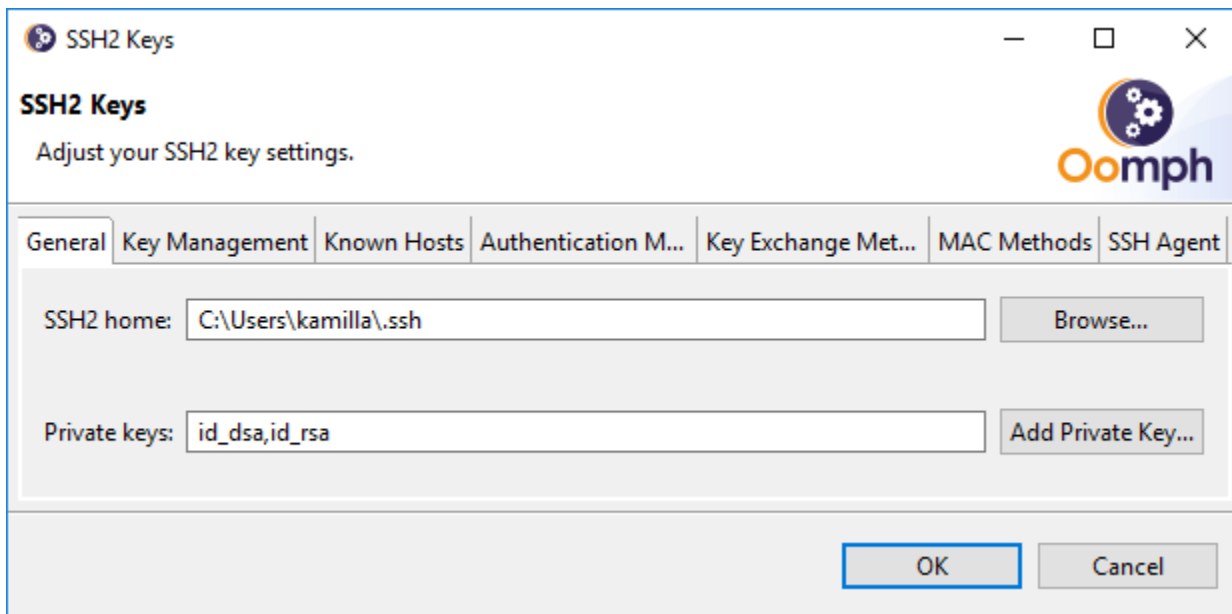 SSH2 Keys
SSH2 Keys
Adjust your SSH2 key settings.
Oomph
General Key Management Known Hosts Authentication M... Key Exchange Met... MAC Methods SSH Agent
SSH2 home: C:\Users\kamilla\.ssh Browse...
Private keys: id_dsa,id_rsa Add Private Key...
OK Cancel